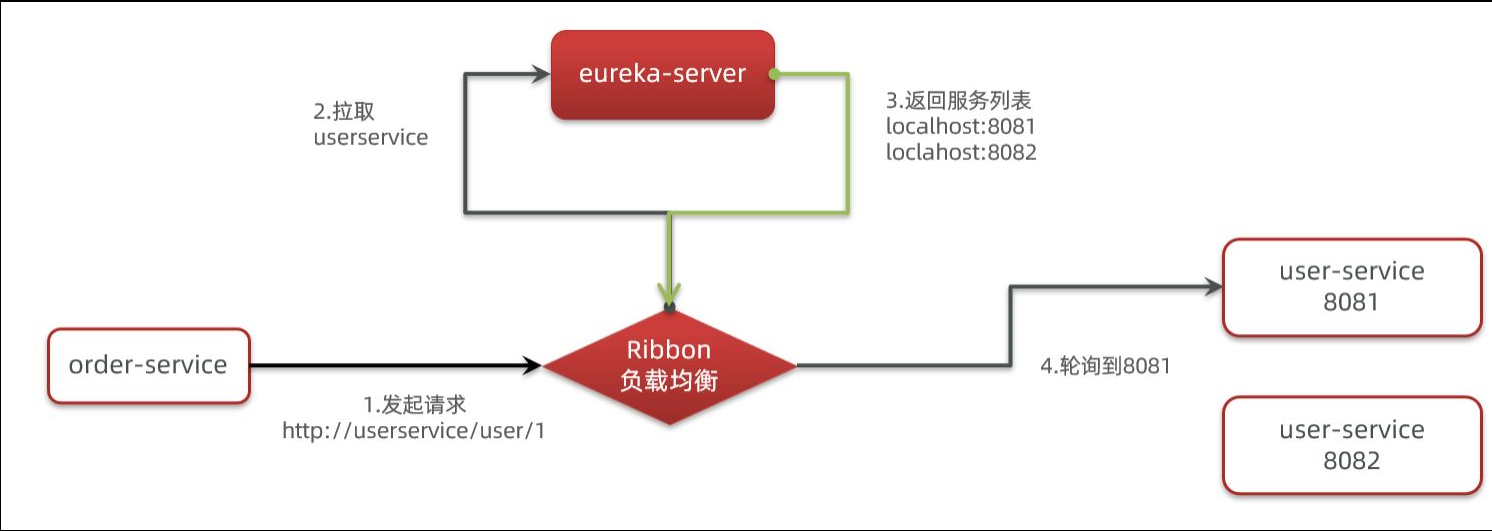 eureka-server
2.拉取
userservice
3.返回服务列表
localhost:8081
loclahost:8082
order-service
1.发起请求
http://userservice/user/1
Ribbon
负载均衡
4.轮询到8081
user-service
8081
user-service
8082